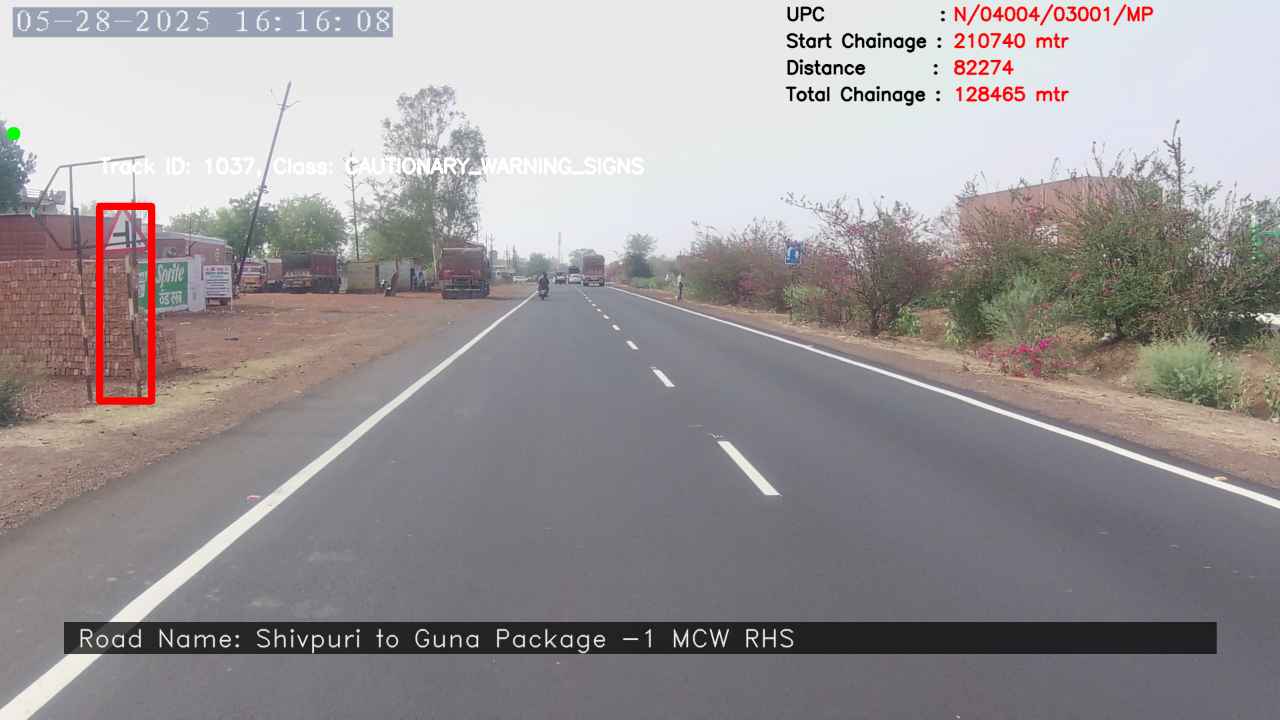 05-28-2025 16:16:08
UPC : N/04004/03001/MP
Start Chainage : 210740 mtr
Distance : 82274
Total Chainage : 128465 mtr
Track ID: 1037, Class: CAUTIONARY_WARNING_SIGNS
Sprite
ठंडा रख
Road Name: Shivpuri to Guna Package -1 MCW RHS